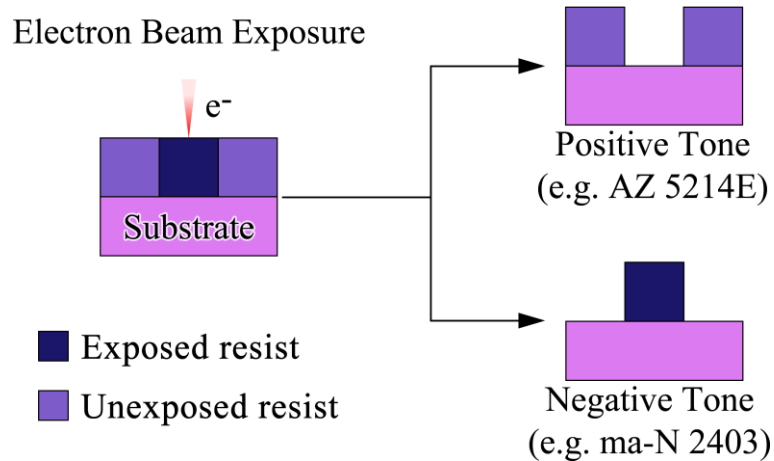 Electron Beam Exposure
e-
Substrate
Exposed resist
Unexposed resist
Positive Tone
(e.g. AZ 5214E)
Negative Tone
(e.g. ma-N 2403)